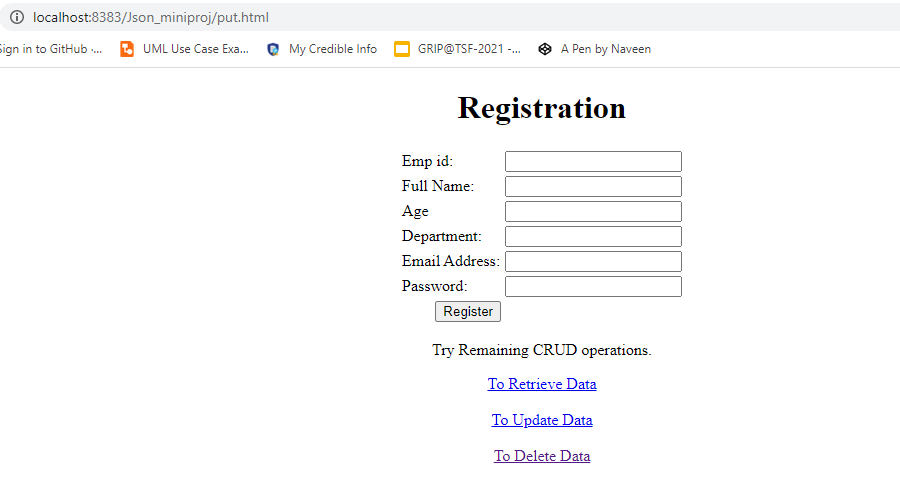 localhost:8383/Json_miniproj/put.html
Sign in to GitHub ·... UML Use Case Exa... My Credible Info GRIP@TSF-2021 -... A Pen by Naveen
Registration
Emp id:
Full Name:
Age
Department:
Email Address:
Password:
Register
Try Remaining CRUD operations.
To Retrieve Data
To Update Data
To Delete Data